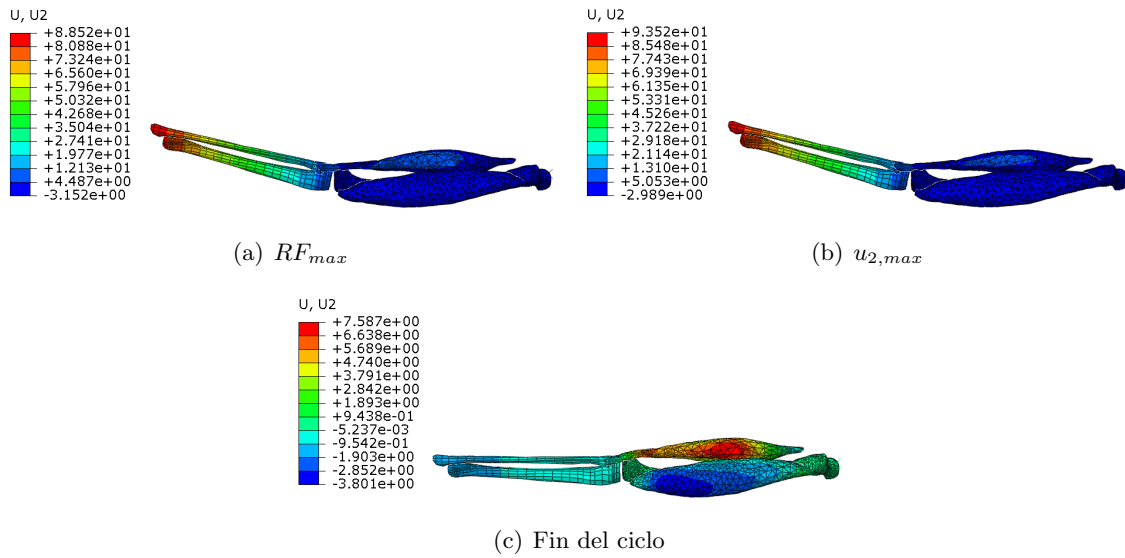 U, U2
+8.852e+01
+8.088e+01
+7.324e+01
+6.560e+01
+5.796e+01
+5.032e+01
+4.268e+01
+3.504e+01
+2.741e+01
+1.977e+01
+1.213e+01
+4.487e+00
-3.152e+00
(a) RF_{max}
U, U2
+9.352e+01
+8.548e+01
+7.743e+01
+6.939e+01
+6.135e+01
+5.331e+01
+4.526e+01
+3.722e+01
+2.918e+01
+2.114e+01
+1.310e+01
+5.053e+00
-2.989e+00
(b) u_{2,max}
U, U2
+7.587e+00
+6.638e+00
+5.689e+00
+4.740e+00
+3.791e+00
+2.842e+00
+1.893e+00
+9.438e-01
-5.237e-03
-9.542e-01
-1.903e+00
-2.852e+00
-3.801e+00
(c) Fin del ciclo